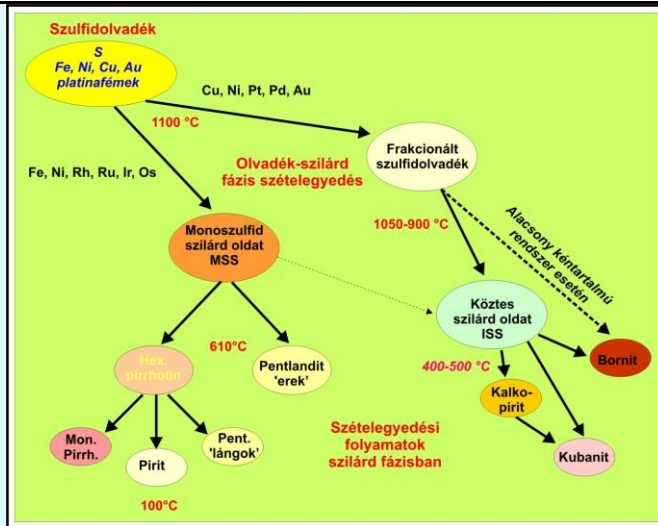 Szulfidolvadék
S
Fe, Ni, Cu, Au
platinafémek
Cu, Ni, Pt, Pd, Au
1100 °C
Frakcionált
szulfidolvadék
Olvadék-szilárd
fázis szételegyedés
Fe, Ni, Rh, Ru, Ir, Os
1050-900 °C
Alacsony kéntartalmú
rendszer esetén
Monoszulfid
szilárd oldat
MSS
Köztes
szilárd oldat
ISS
610°C
Hex.
pirrhotin
Pentlandit
'erek'
400-500 °C
Bornit
Kalko-
pirit
Mon.
Pirrh.
Pirit
Pent.
'lángok'
Szételegyedési
folyamatok
szilárd fázisban
Kubanit
100°C